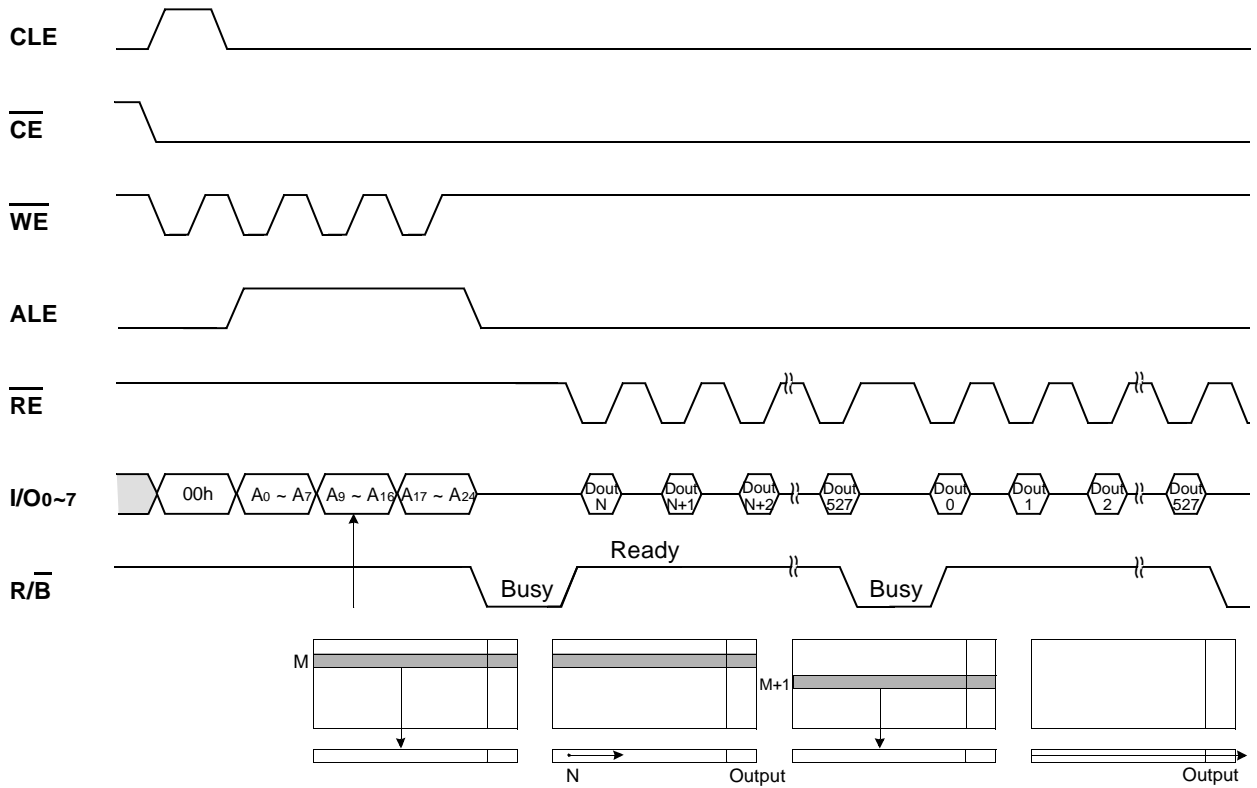 CLE
CE
WE
ALE
RE
I/O0~7 00h A0 ~ A7 A9 ~ A16 A17 ~ A24 Dout N Dout N+1 Dout N+2 Dout 527 Dout 0 Dout 1 Dout 2 Dout 527
Ready
R/B Busy Busy
M
M+1
N Output Output